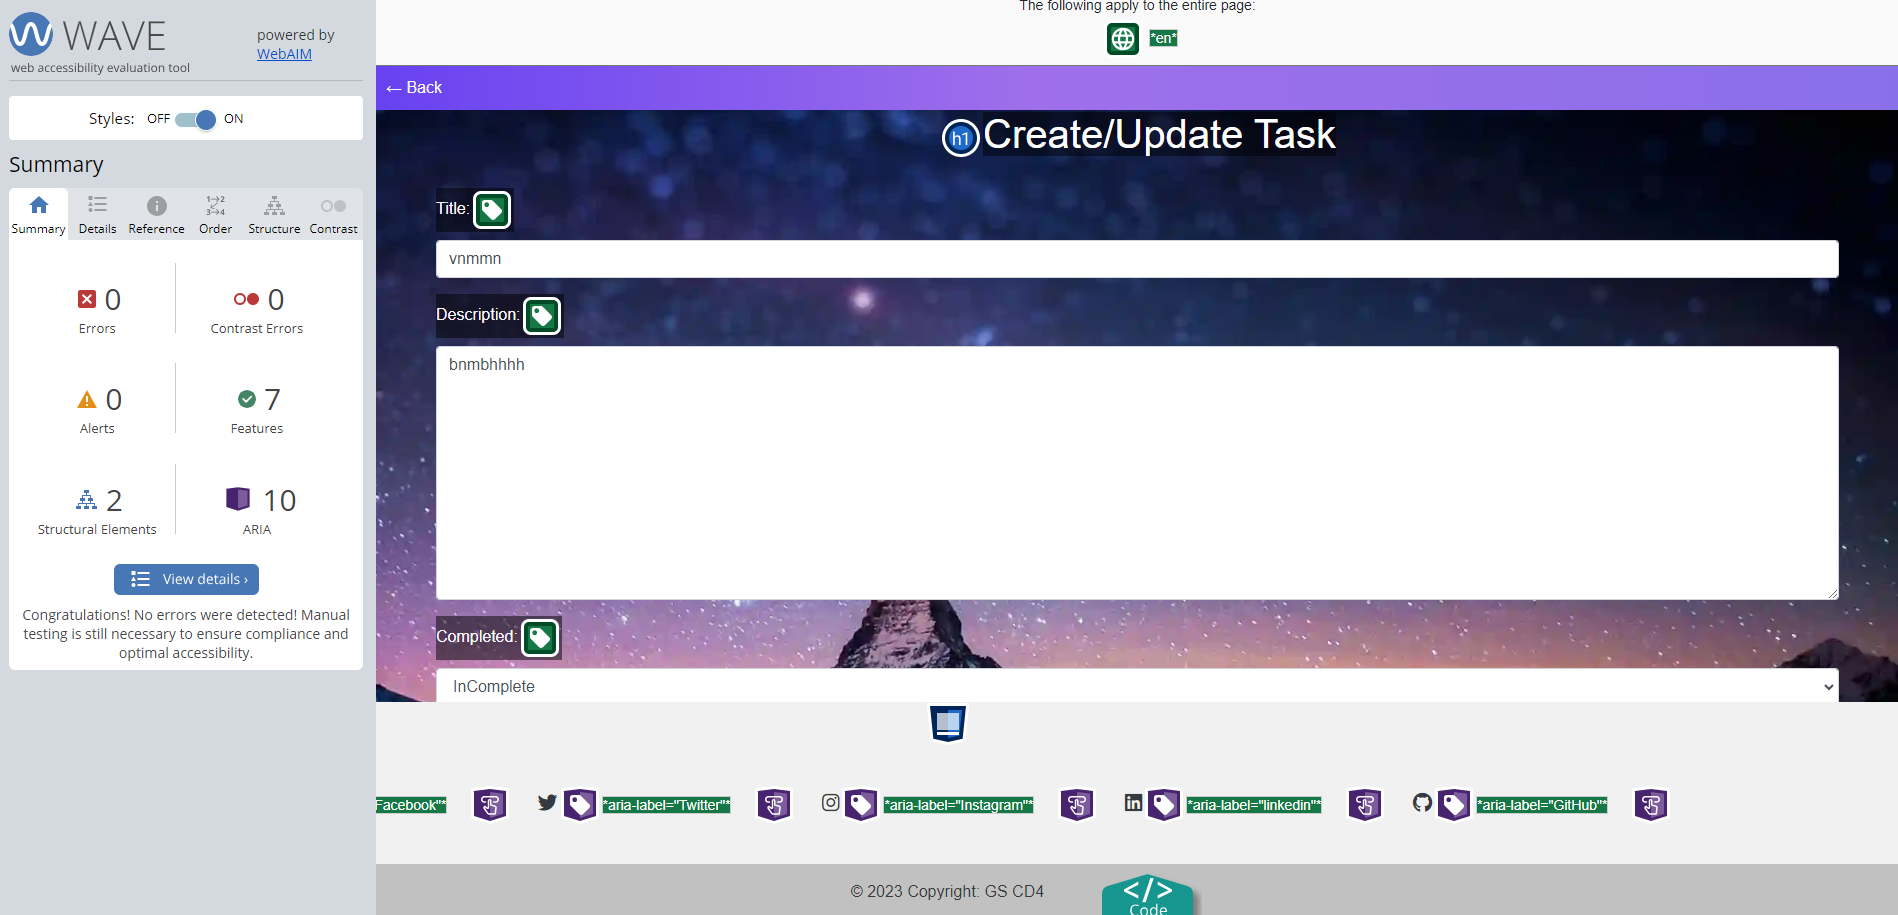 WAVE
web accessibility evaluation tool
powered by
WebAIM
Styles: OFF ON
Summary
Summary Details Reference Order Structure Contrast
0
Errors
0
Contrast Errors
0
Alerts
7
Features
2
Structural Elements
10
ARIA
View details ›
Congratulations! No errors were detected! Manual
testing is still necessary to ensure compliance and
optimal accessibility.
The following apply to the entire page:
*en*
← Back
h1 Create/Update Task
Title:
vnmmn
Description:
bnmbhhhh
Completed:
InComplete
Facebook"* *aria-label="Twitter"* *aria-label="Instagram"* *aria-label="linkedin"* *aria-label="GitHub"*
© 2023 Copyright: GS CD4
</>
Code